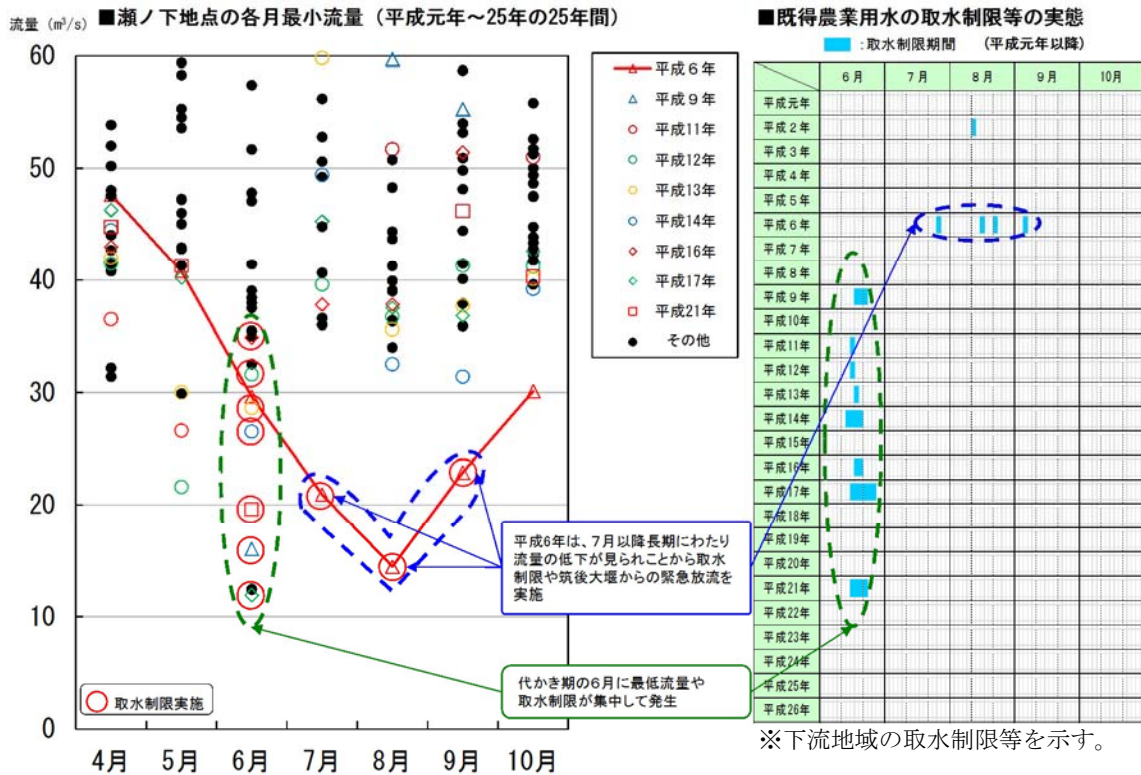 ■瀬ノ下地点の各月最小流量（平成元年～25年の25年間）
流量（m³/s）
60
50
40
30
20
10
0
4月 5月 6月 7月 8月 9月 10月
平成６年
平成９年
平成11年
平成12年
平成13年
平成14年
平成16年
平成17年
平成21年
その他
取水制限実施
平成6年は、7月以降長期にわたり
流量の低下が見られことから取水
制限や筑後大堰からの緊急放流を
実施
代かき期の6月に最低流量や
取水制限が集中して発生
■既得農業用水の取水制限等の実態
：取水制限期間 （平成元年以降）
6月 7月 8月 9月 10月
平成元年
平成２年
平成３年
平成４年
平成５年
平成６年
平成７年
平成８年
平成９年
平成10年
平成11年
平成12年
平成13年
平成14年
平成15年
平成16年
平成17年
平成18年
平成19年
平成20年
平成21年
平成22年
平成23年
平成24年
平成25年
平成26年
※下流地域の取水制限等を示す。